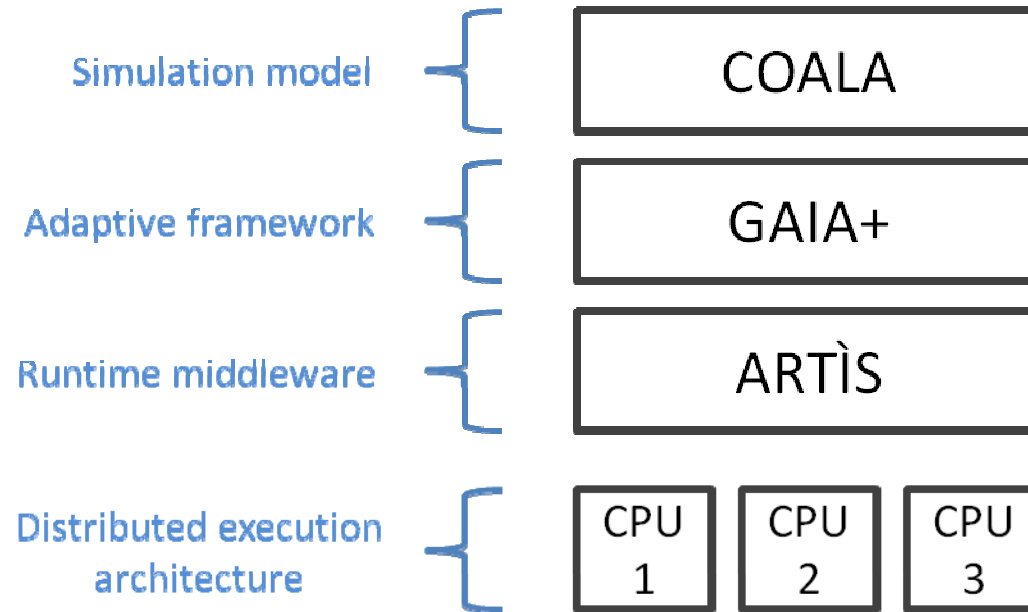 Simulation model
COALA
Adaptive framework
GAIA+
Runtime middleware
ARTÌS
Distributed execution
architecture
CPU
1
CPU
2
CPU
3